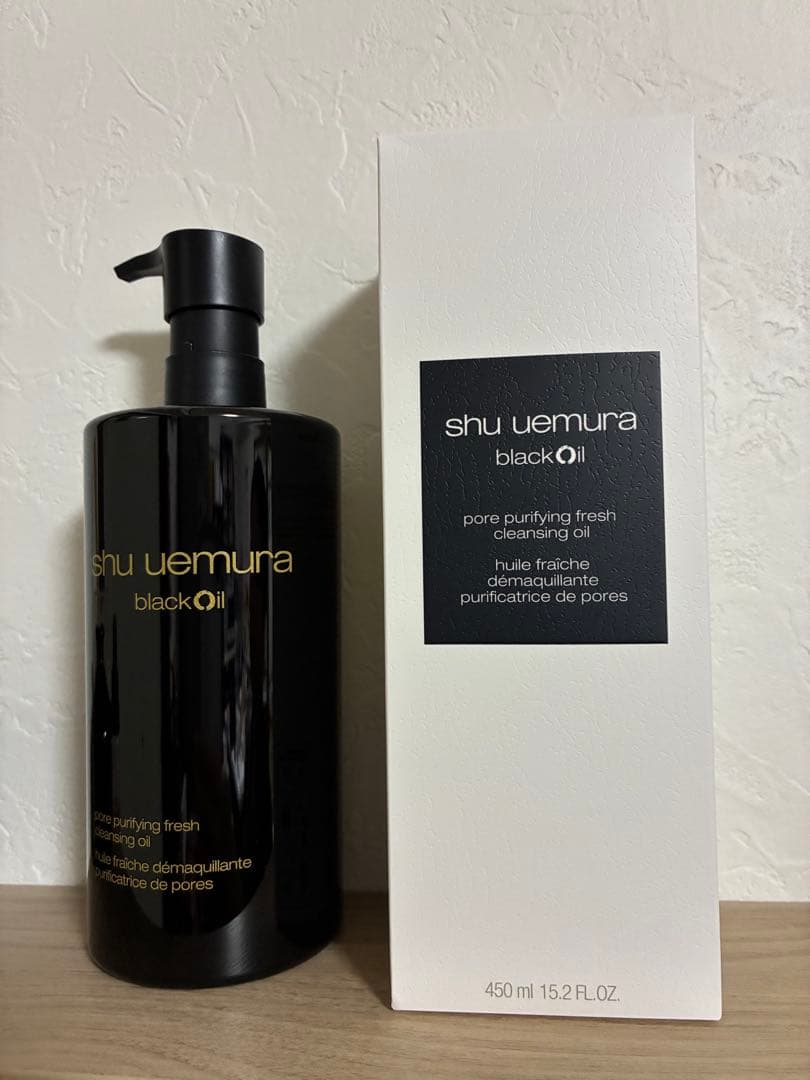 shu uemura
blackOil
pore purifying fresh
cleansing oil
huile fraîche démaquillante
purificatrice de pores
shu uemura
blackOil
pore purifying fresh
cleansing oil
huile fraîche
démaquillante
purificatrice de pores
450 ml 15.2 FL.OZ.